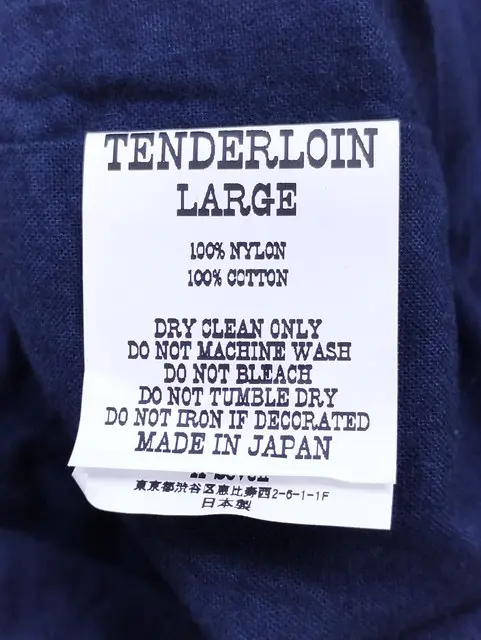 TENDERLOIN
LARGE
100% NYLON
100% COTTON
DRY CLEAN ONLY
DO NOT MACHINE WASH
DO NOT BLEACH
DO NOT TUMBLE DRY
DO NOT IRON IF DECORATED
MADE IN JAPAN
東京都渋谷区恵比寿西2-6-1-1F
日本製